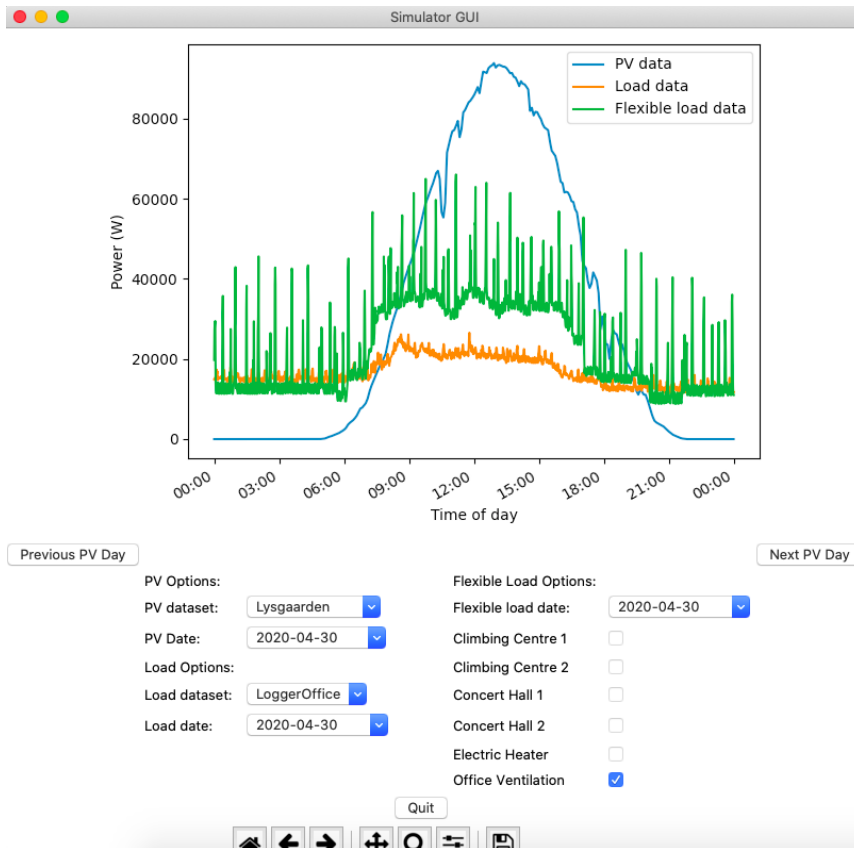 Simulator GUI
PV data
Load data
Flexible load data
80000
60000
40000
20000
0
Power (W)
00:00 03:00 06:00 09:00 12:00 15:00 18:00 21:00 00:00
Time of day
Previous PV Day Next PV Day
PV Options: Flexible Load Options:
PV dataset: Lysgaarden Flexible load date: 2020-04-30
PV Date: 2020-04-30 Climbing Centre 1
Load Options: Climbing Centre 2
Load dataset: LoggerOffice Concert Hall 1
Load date: 2020-04-30 Concert Hall 2
Electric Heater
Office Ventilation
Quit